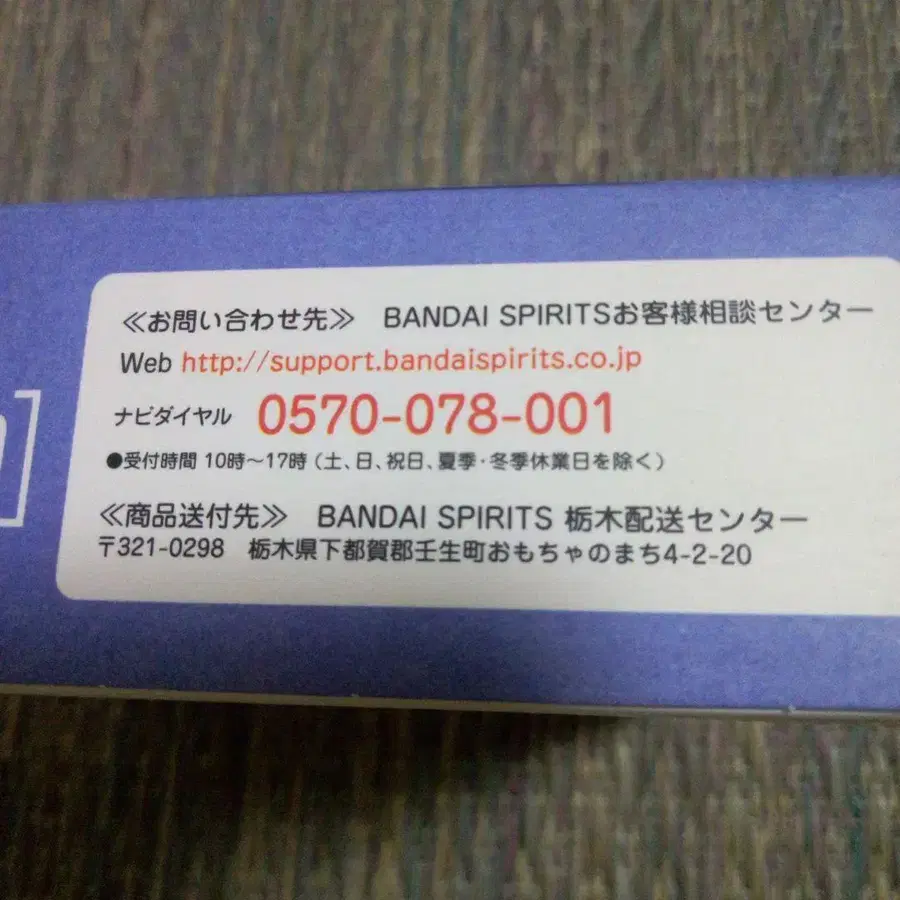 ≪お問い合わせ先≫ BANDAI SPIRITSお客様相談センター
Web http://support.bandaispirits.co.jp
ナビダイヤル 0570-078-001
●受付時間 10時～17時 (土、日、祝日、夏季・冬季休業日を除く)
≪商品送付先≫ BANDAI SPIRITS 栃木配送センター
〒321-0298 栃木県下都賀郡壬生町おもちゃのまち4-2-20